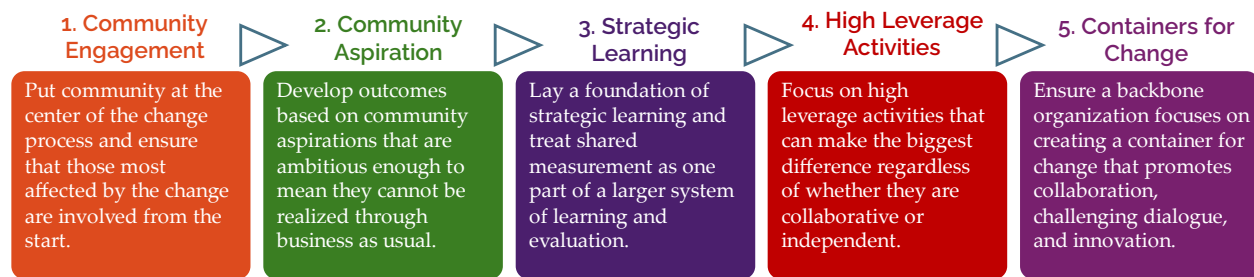 1. Community
Engagement
Put community at the
center of the change
process and ensure
that those most
affected by the change
are involved from the
start.
2. Community
Aspiration
Develop outcomes
based on community
aspirations that are
ambitious enough to
mean they cannot be
realized through
business as usual.
3. Strategic
Learning
Lay a foundation of
strategic learning and
treat shared
measurement as one
part of a larger system
of learning and
evaluation.
4. High Leverage
Activities
Focus on high
leverage activities that
can make the biggest
difference regardless
of whether they are
collaborative or
independent.
5. Containers for
Change
Ensure a backbone
organization focuses on
creating a container for
change that promotes
collaboration,
challenging dialogue,
and innovation.